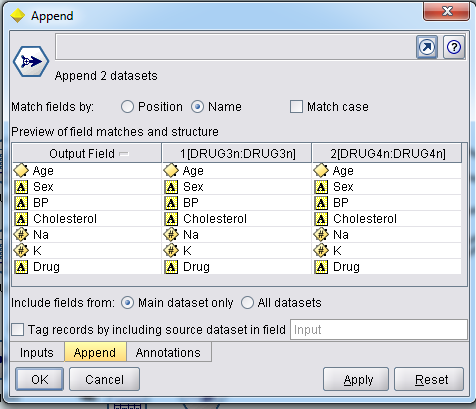 Append
Append 2 datasets
Match fields by: Position Name Match case
Preview of field matches and structure
Output Field 1[DRUG3n:DRUG3n] 2[DRUG4n:DRUG4n]
Age Age Age
A Sex A Sex A Sex
A BP A BP A BP
A Cholesterol A Cholesterol A Cholesterol
# Na # Na # Na
# K # K # K
A Drug A Drug A Drug
Include fields from: Main dataset only All datasets
Tag records by including source dataset in field Input
Inputs Append Annotations
OK Cancel Apply Reset